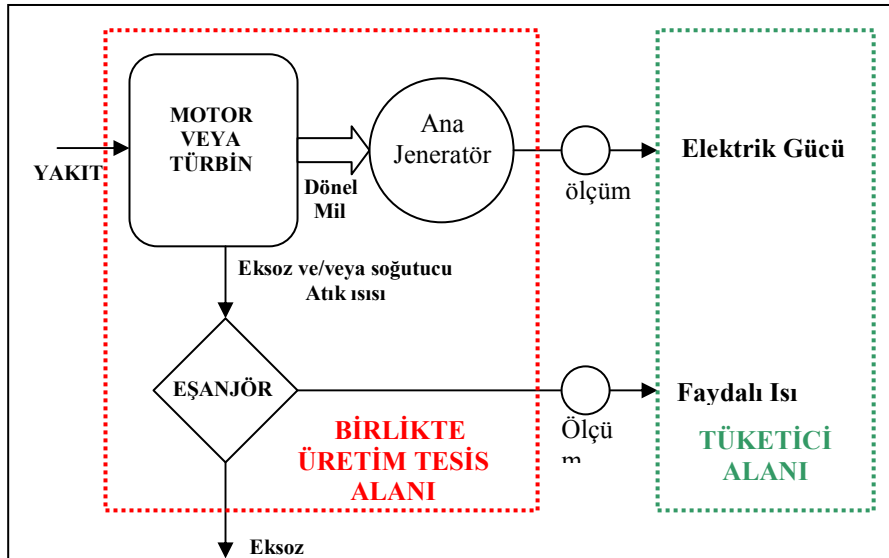 MOTOR
VEYA
TÜRBİN
YAKIT
Dönel
Mil
Ana
Jeneratör
ölçüm
Elektrik Gücü
Eksoz ve/veya soğutucu
Atık ısısı
EŞANJÖR
Ölçü
m
Faydalı Isı
BİRLİKTE
ÜRETİM TESİS
ALANI
TÜKETİCİ
ALANI
Eksoz